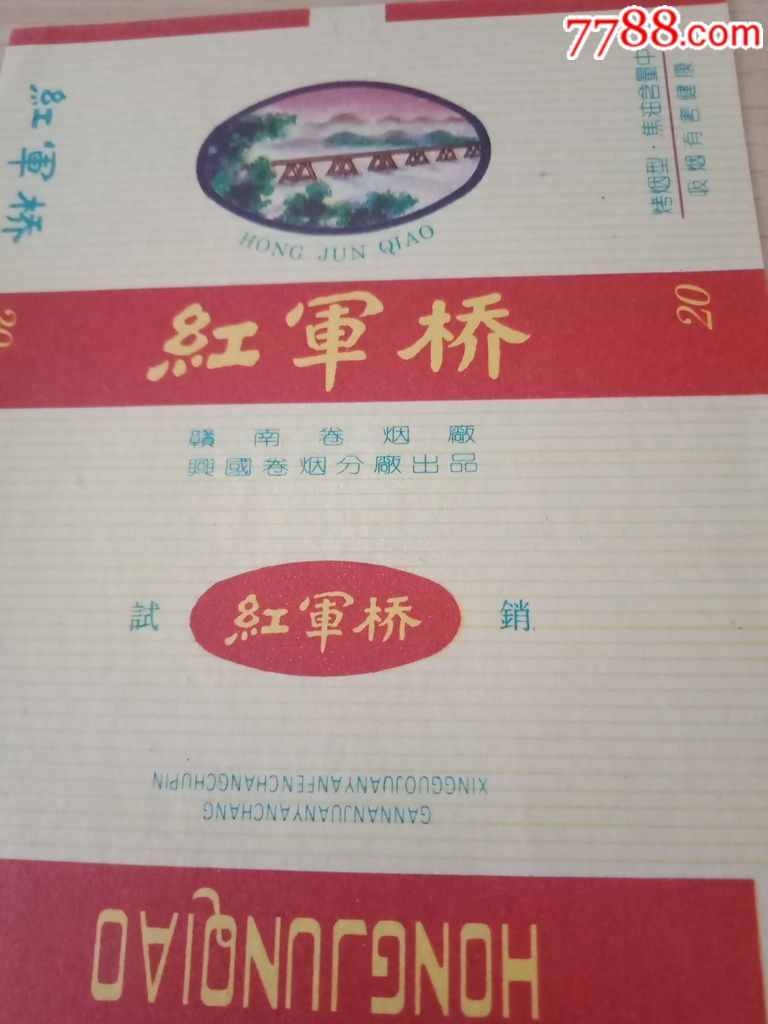 7788.com
紅軍桥
烤烟型·焦油含量中
吸烟有害健康
HONG JUN QIAO
紅軍桥
20
20
贛南卷烟廠
興國卷烟分廠出品
試 紅軍桥 銷
XINGGUOJUANYANFENCHANGCHUPIN
GANNANJUANYANCHANG
HONGJUNQIAO